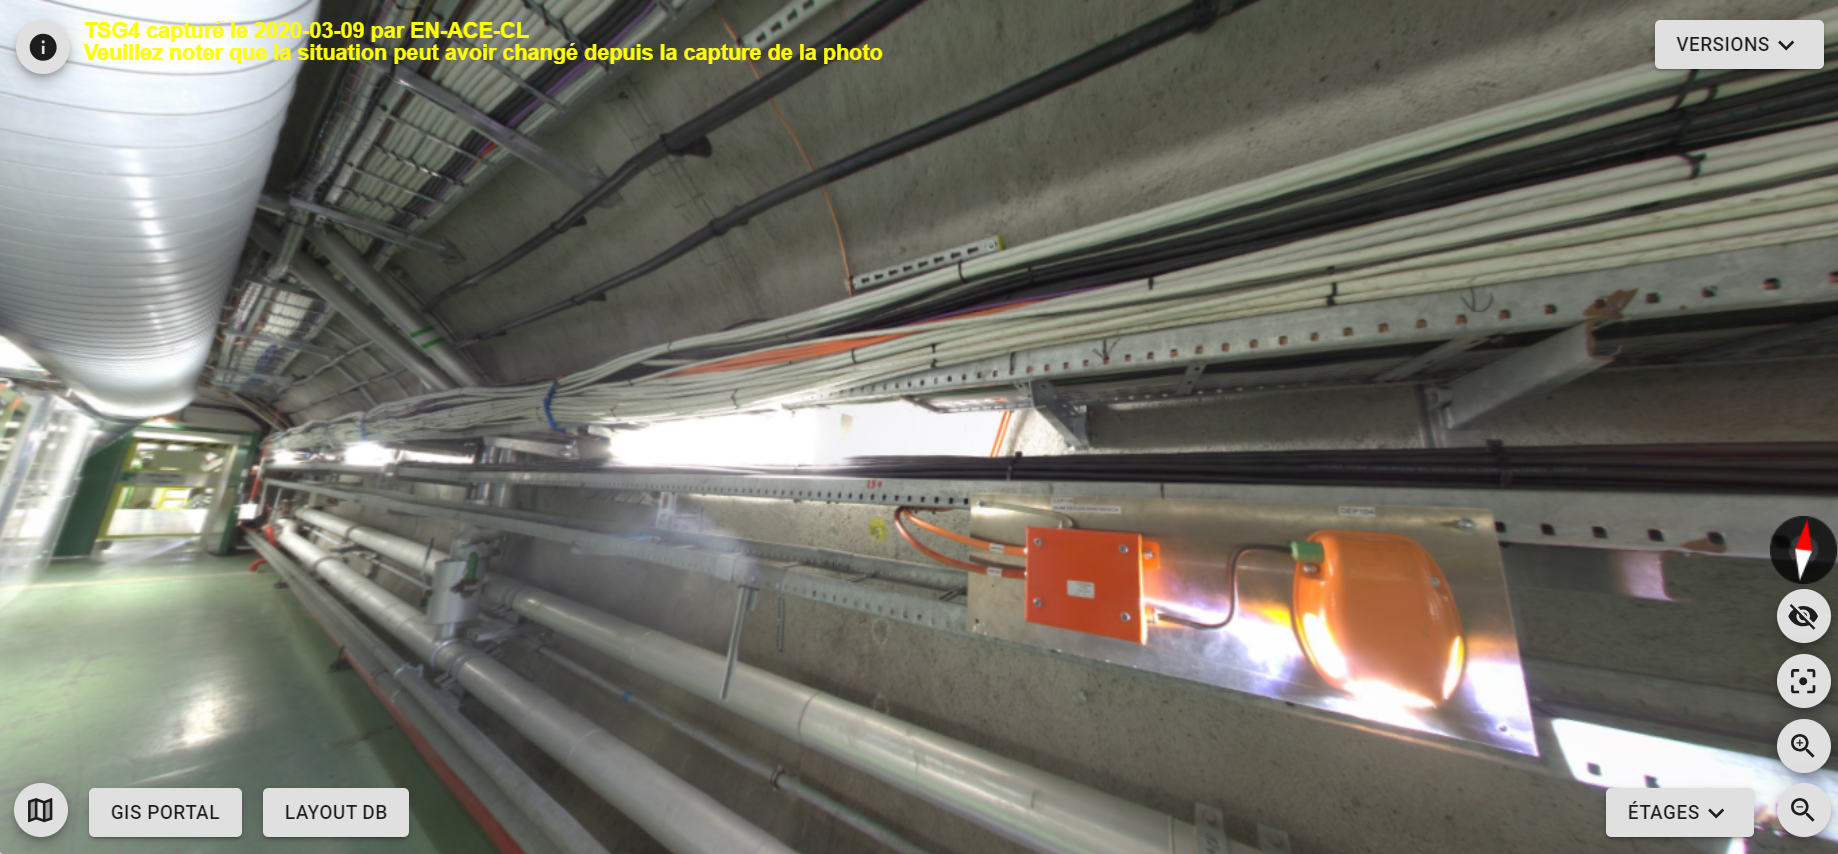 TSG4 capturé le 2020-03-09 par EN-ACE-CL
Veuillez noter que la situation peut avoir changé depuis la capture de la photo
VERSIONS
154
GIS PORTAL
LAYOUT DB
ÉTAGES